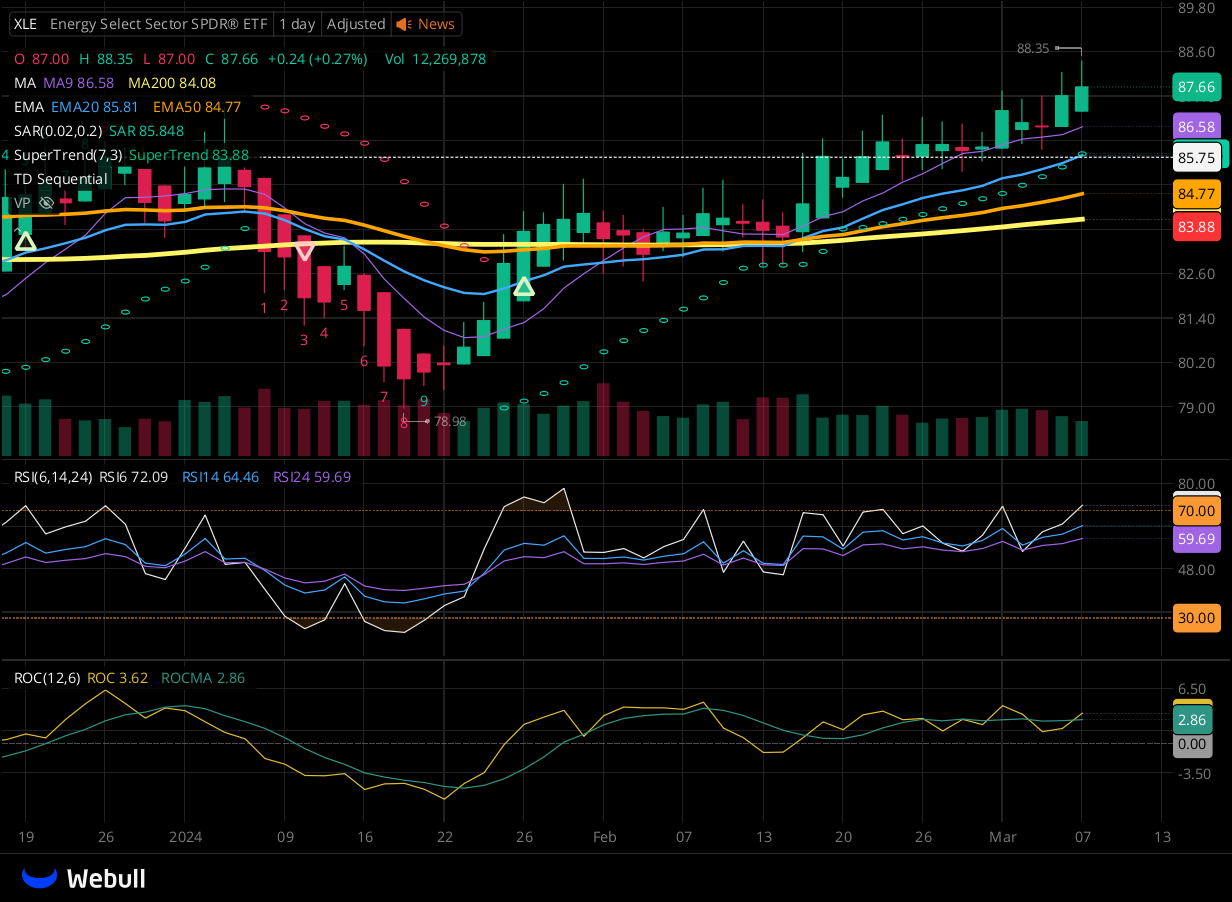 XLE Energy Select Sector SPDR® ETF 1 day Adjusted News
O 87.00 H 88.35 L 87.00 C 87.66 +0.24 (+0.27%) Vol 12,269,878
MA MA9 86.58 MA200 84.08
EMA EMA20 85.81 EMA50 84.77
SAR(0.02,0.2) SAR 85.848
4 SuperTrend(7,3) SuperTrend 83.88
TD Sequential
VP
88.35
89.80
88.60
87.66
86.58
85.75
84.77
83.88
82.60
81.40
80.20
79.00
1
2
3
4
5
6
7
8
9
78.98
RSI(6,14,24) RSI6 72.09 RSI14 64.46 RSI24 59.69
80.00
70.00
59.69
48.00
30.00
ROC(12,6) ROC 3.62 ROCMA 2.86
6.50
2.86
0.00
-3.50
19 26 2024 09 16 22 26 Feb 07 13 20 26 Mar 07 13
Webull